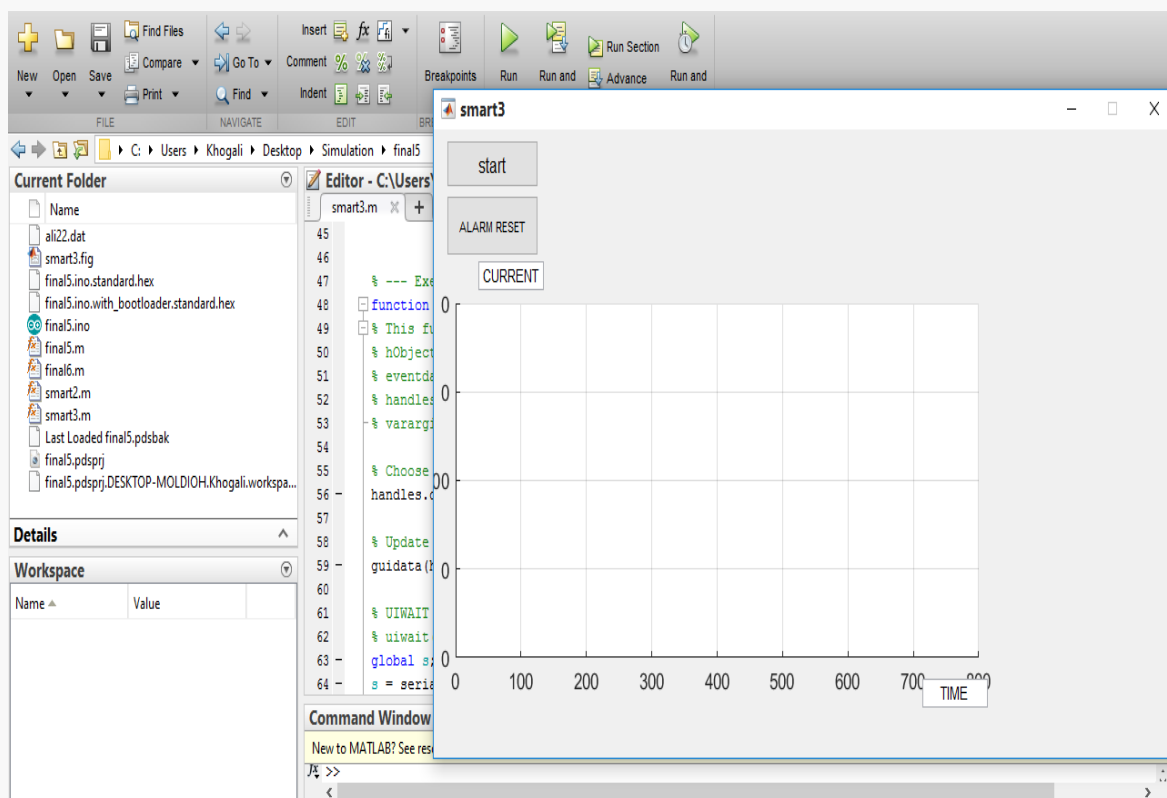 New
Open
Save
Find Files
Compare
Print
FILE
Go To
Find
NAVIGATE
Insert fx
Comment
Indent
EDIT
Breakpoints
Run
Run and
Run Section
Advance
Run and
C: Users Khogali Desktop Simulation final5
Current Folder
Name
ali22.dat
smart3.fig
final5.ino.standard.hex
final5.ino.with_bootloader.standard.hex
final5.ino
final5.m
final6.m
smart2.m
smart3.m
Last Loaded final5.pdsbak
final5.pdsprj
final5.pdsprj.DESKTOP-MOLDIOH.Khogali.workspa...
Details
Workspace
Name Value
Editor - C:\Users\
smart3.m
45
46
47 % --- Exe
48 function
49 % This fu
50 % hObject
51 % eventda
52 % handles
53 % varargi
54
55 % Choose
56 - handles.o
57
58 % Update
59 - guidata(h
60
61 % UIWAIT
62 % uiwait
63 - global s;
64 - s = seria
Command Window
New to MATLAB? See reso
fx >>
smart3
start
ALARM RESET
CURRENT
0
0
00
0
0
0 100 200 300 400 500 600 700
TIME